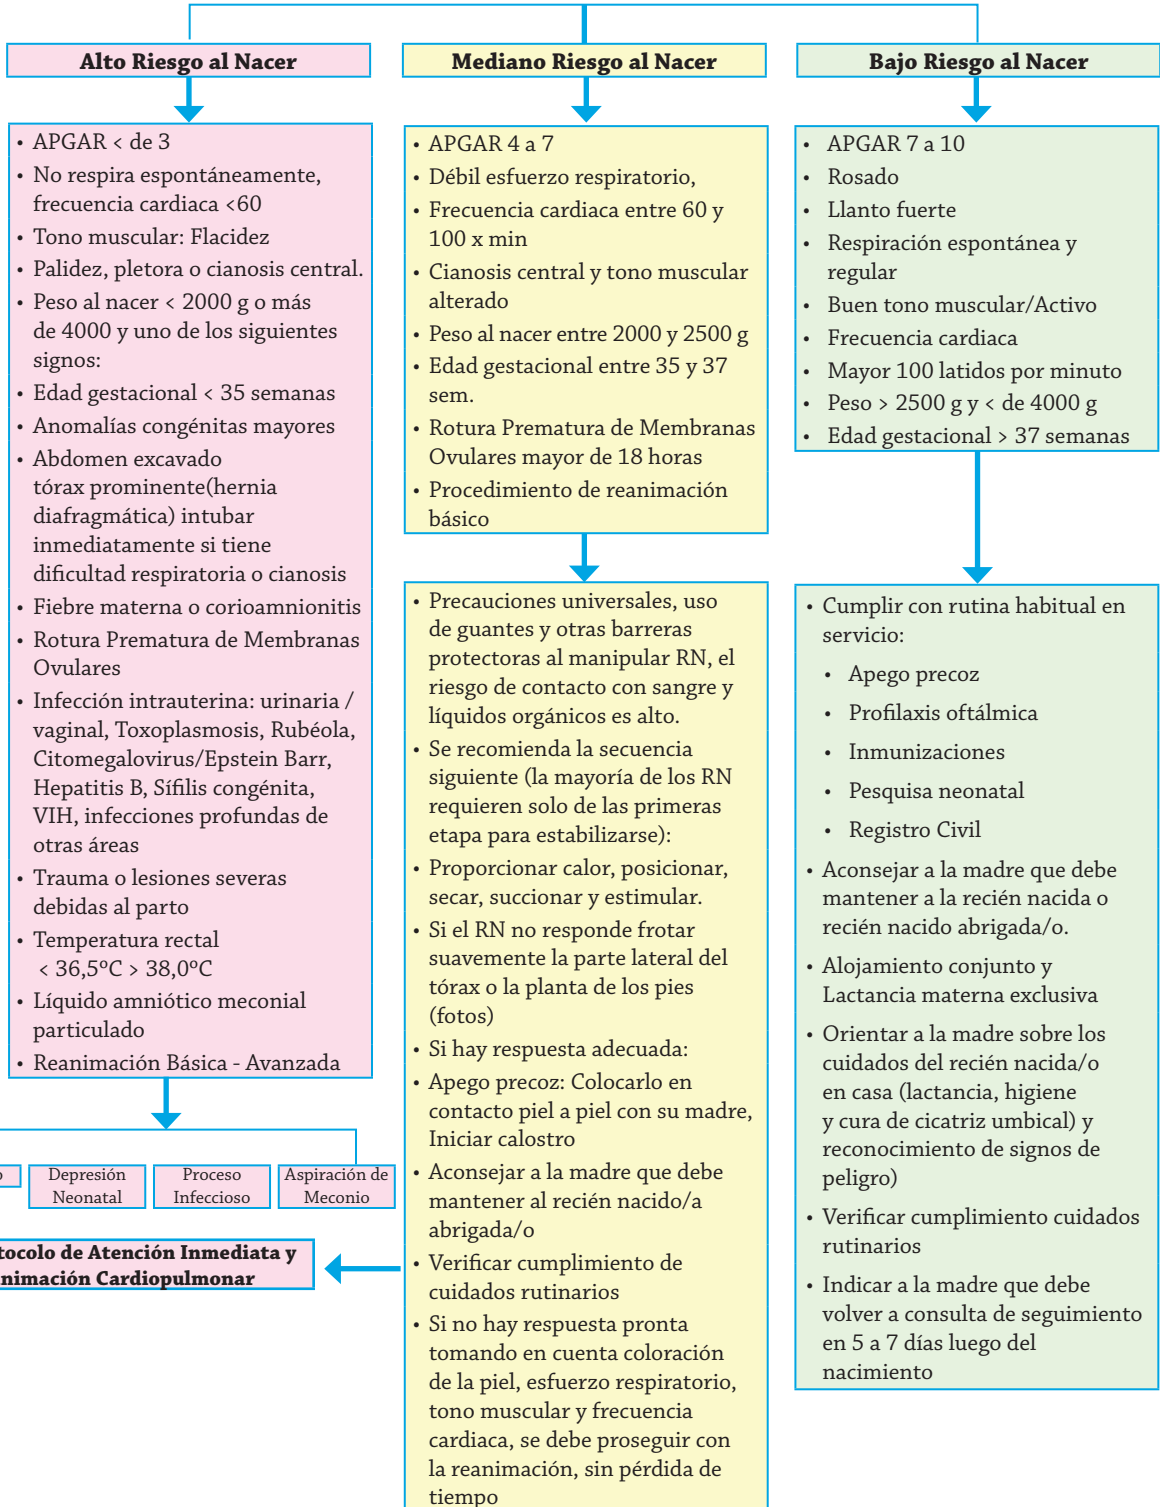 Alto Riesgo al Nacer
• APGAR < de 3
• No respira espontáneamente,
frecuencia cardiaca <60
• Tono muscular: Flacidez
• Palidez, pletora o cianosis central.
• Peso al nacer < 2000 g o más
de 4000 y uno de los siguientes
signos:
• Edad gestacional < 35 semanas
• Anomalías congénitas mayores
• Abdomen excavado
tórax prominente(hernia
diafragmática) intubar
inmediatamente si tiene
dificultad respiratoria o cianosis
• Fiebre materna o corioamnionitis
• Rotura Prematura de Membranas
Ovulares
• Infección intrauterina: urinaria /
vaginal, Toxoplasmosis, Rubéola,
Citomegalovirus/Epstein Barr,
Hepatitis B, Sífilis congénita,
VIH, infecciones profundas de
otras áreas
• Trauma o lesiones severas
debidas al parto
• Temperatura rectal
< 36,5ºC > 38,0ºC
• Líquido amniótico meconial
particulado
• Reanimación Básica - Avanzada
Depresión
Neonatal
Proceso
Infeccioso
Aspiración de
Meconio
tocolo de Atención Inmediata y
nimación Cardiopulmonar
Mediano Riesgo al Nacer
• APGAR 4 a 7
• Débil esfuerzo respiratorio,
• Frecuencia cardiaca entre 60 y
100 x min
• Cianosis central y tono muscular
alterado
• Peso al nacer entre 2000 y 2500 g
• Edad gestacional entre 35 y 37
sem.
• Rotura Prematura de Membranas
Ovulares mayor de 18 horas
• Procedimiento de reanimación
básico
• Precauciones universales, uso
de guantes y otras barreras
protectoras al manipular RN, el
riesgo de contacto con sangre y
líquidos orgánicos es alto.
• Se recomienda la secuencia
siguiente (la mayoría de los RN
requieren solo de las primeras
etapa para estabilizarse):
• Proporcionar calor, posicionar,
secar, succionar y estimular.
• Si el RN no responde frotar
suavemente la parte lateral del
tórax o la planta de los pies
(fotos)
• Si hay respuesta adecuada:
• Apego precoz: Colocarlo en
contacto piel a piel con su madre,
Iniciar calostro
• Aconsejar a la madre que debe
mantener al recién nacido/a
abrigada/o
• Verificar cumplimiento de
cuidados rutinarios
• Si no hay respuesta pronta
tomando en cuenta coloración
de la piel, esfuerzo respiratorio,
tono muscular y frecuencia
cardiaca, se debe proseguir con
la reanimación, sin pérdida de
tiempo
Bajo Riesgo al Nacer
• APGAR 7 a 10
• Rosado
• Llanto fuerte
• Respiración espontánea y
regular
• Buen tono muscular/Activo
• Frecuencia cardiaca
• Mayor 100 latidos por minuto
• Peso > 2500 g y < de 4000 g
• Edad gestacional > 37 semanas
• Cumplir con rutina habitual en
servicio:
• Apego precoz
• Profilaxis oftálmica
• Inmunizaciones
• Pesquisa neonatal
• Registro Civil
• Aconsejar a la madre que debe
mantener a la recién nacida o
recién nacido abrigada/o.
• Alojamiento conjunto y
Lactancia materna exclusiva
• Orientar a la madre sobre los
cuidados del recién nacida/o
en casa (lactancia, higiene
y cura de cicatriz umbical) y
reconocimiento de signos de
peligro)
• Verificar cumplimiento cuidados
rutinarios
• Indicar a la madre que debe
volver a consulta de seguimiento
en 5 a 7 días luego del
nacimiento